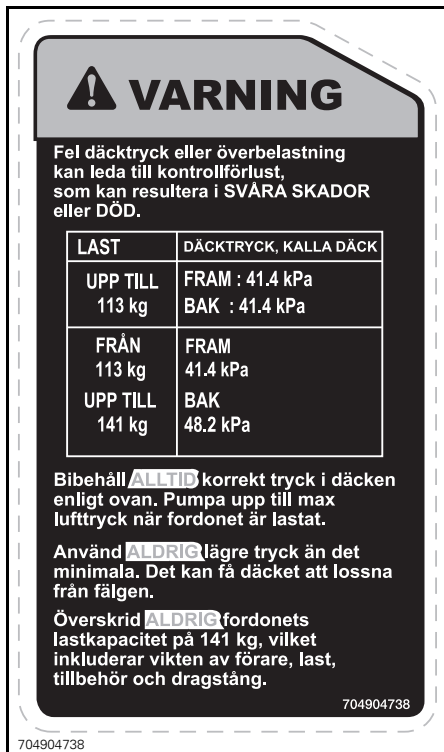 VARNING
Fel däcktryck eller överbelastning
kan leda till kontrollförlust,
som kan resultera i SVÅRA SKADOR
eller DÖD.
LAST DÄCKTRYCK, KALLA DÄCK
UPP TILL FRAM : 41.4 kPa
113 kg BAK : 41.4 kPa
FRÅN FRAM
113 kg 41.4 kPa
UPP TILL BAK
141 kg 48.2 kPa
Bibehåll ALLTID korrekt tryck i däcken
enligt ovan. Pumpa upp till max
lufttryck när fordonet är lastat.
Använd ALDRIG lägre tryck än det
minimala. Det kan få däcket att lossna
från fälgen.
Överskrid ALDRIG fordonets
lastkapacitet på 141 kg, vilket
inkluderar vikten av förare, last,
tillbehör och dragstång.
704904738
704904738